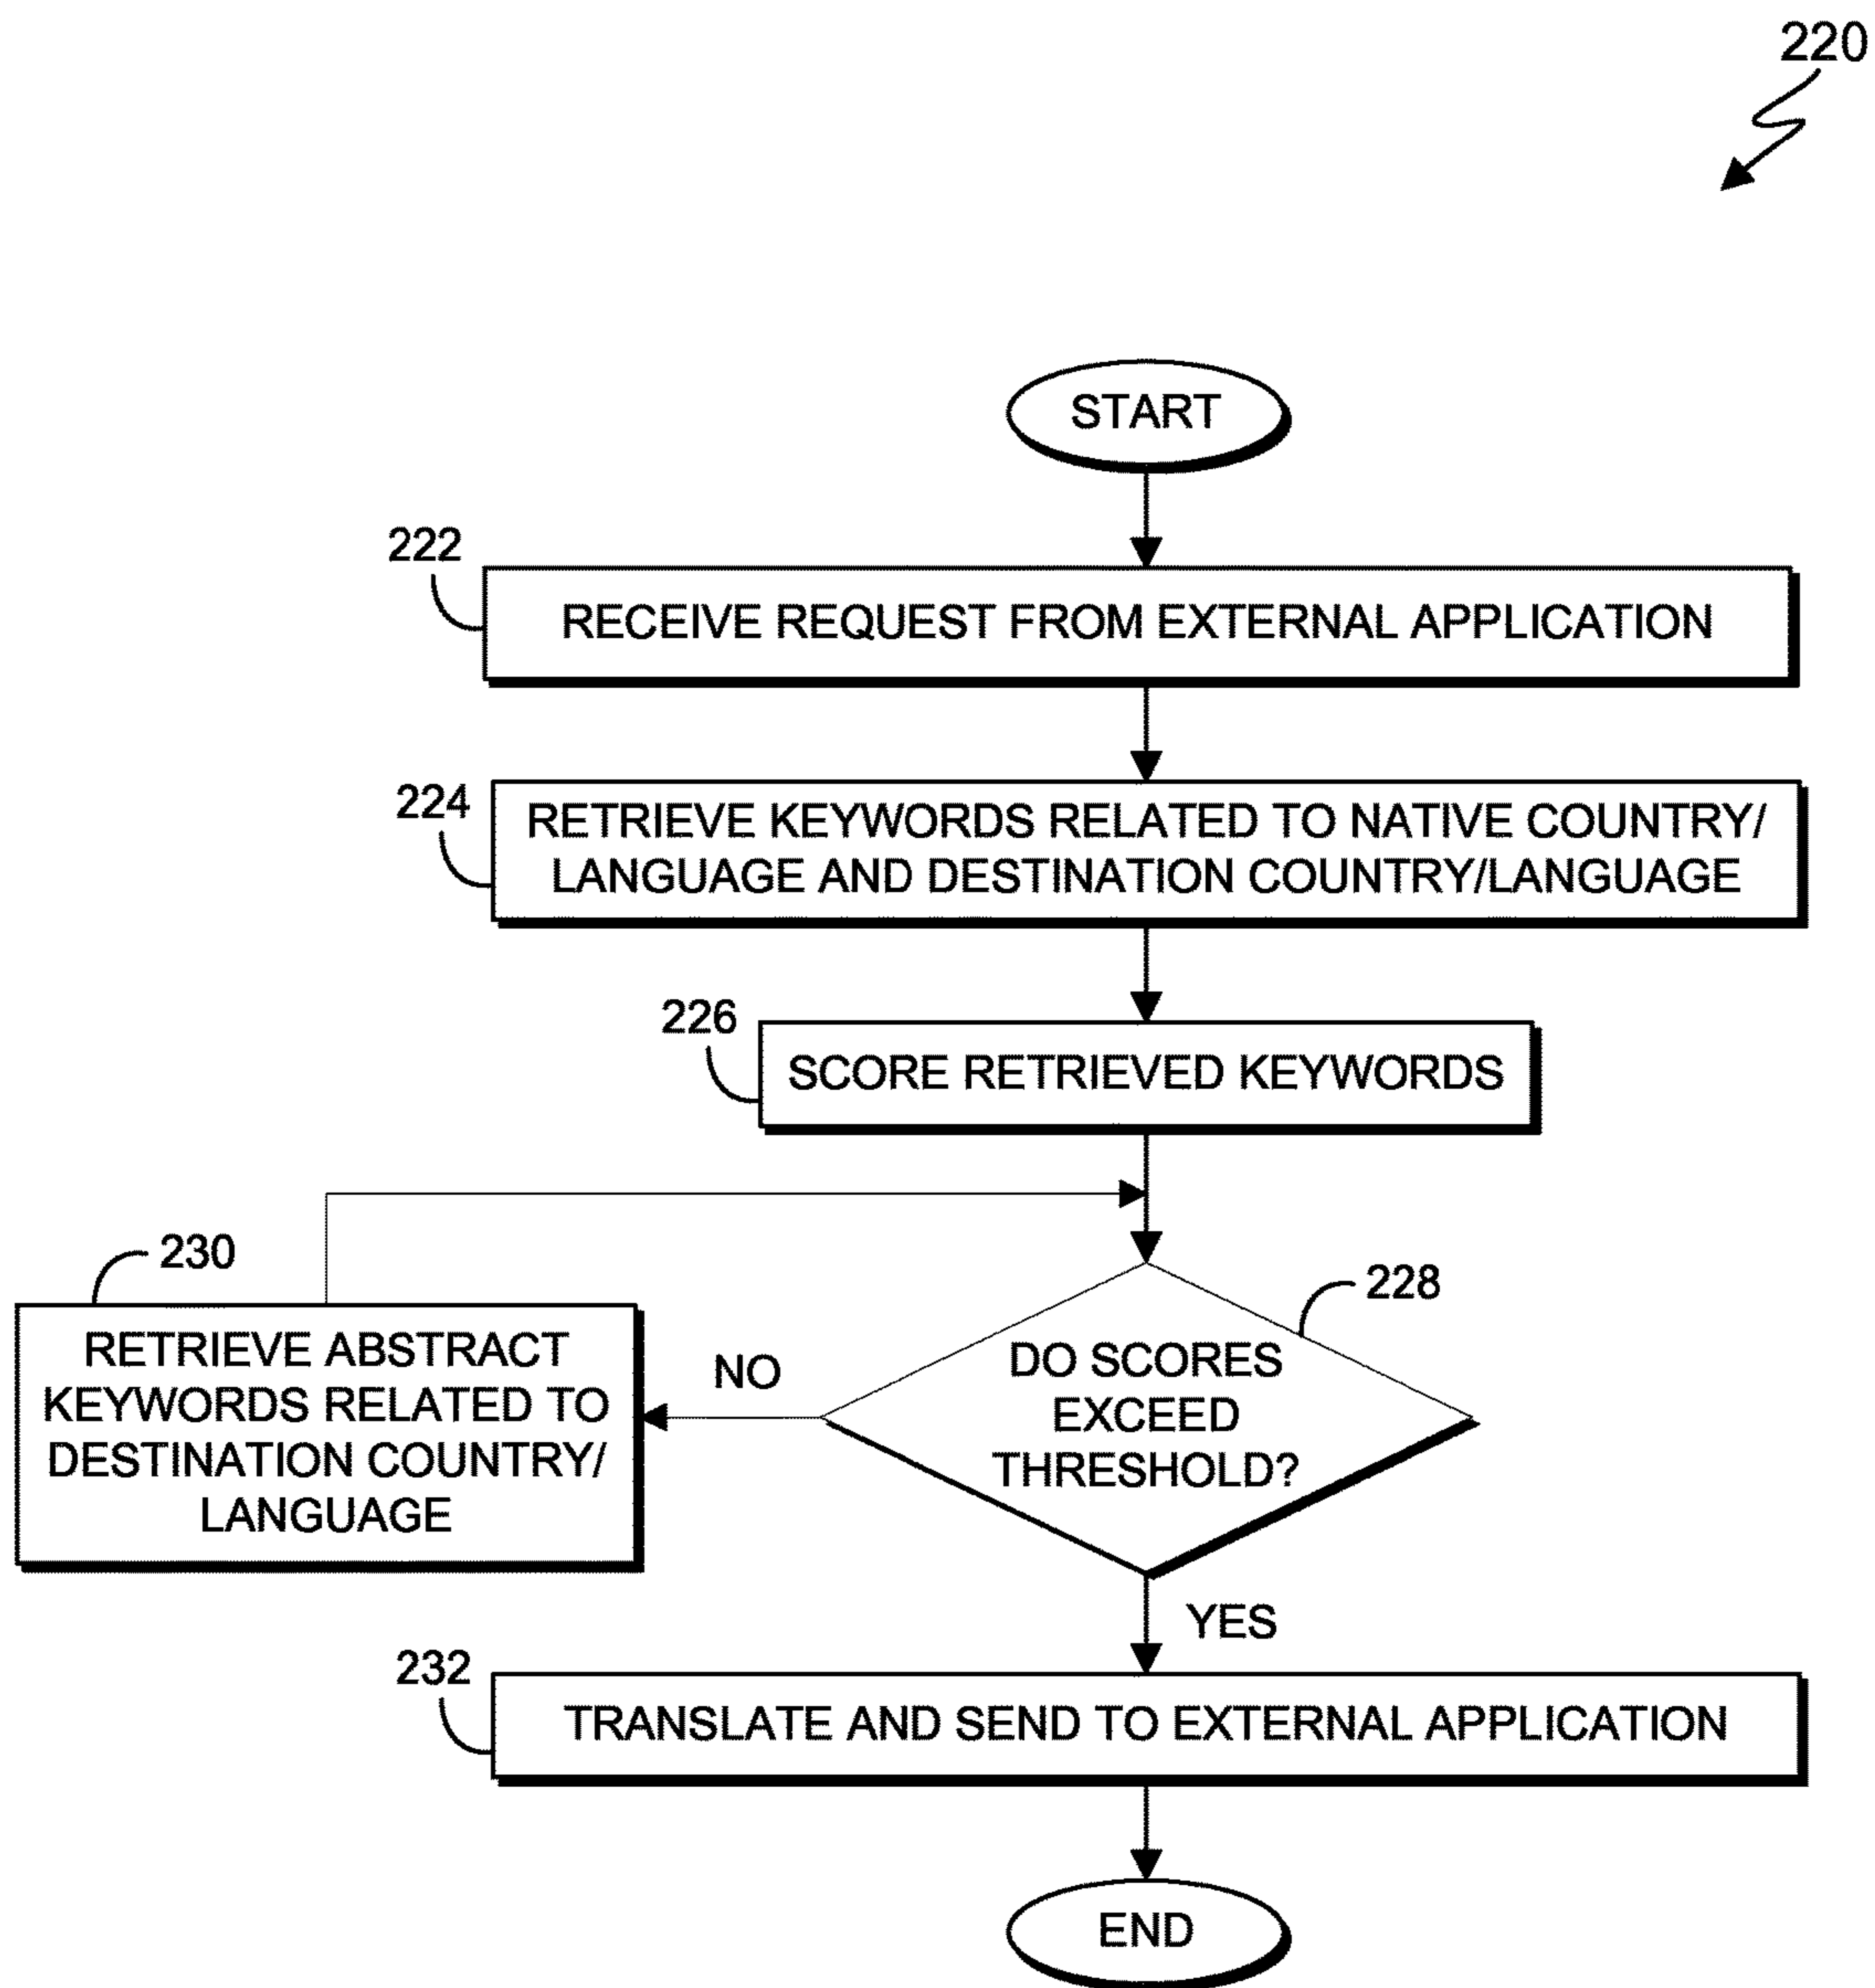 220
START
222
RECEIVE REQUEST FROM EXTERNAL APPLICATION
224
RETRIEVE KEYWORDS RELATED TO NATIVE COUNTRY/
LANGUAGE AND DESTINATION COUNTRY/LANGUAGE
226
SCORE RETRIEVED KEYWORDS
230
RETRIEVE ABSTRACT
KEYWORDS RELATED TO
DESTINATION COUNTRY/
LANGUAGE
NO
228
DO SCORES
EXCEED
THRESHOLD?
YES
232
TRANSLATE AND SEND TO EXTERNAL APPLICATION
END